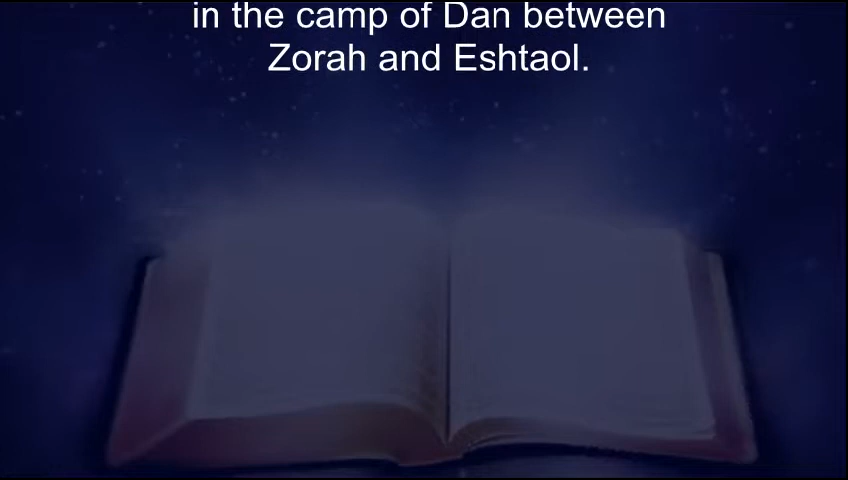 in the camp of Dan between
Zorah and Eshtaol.